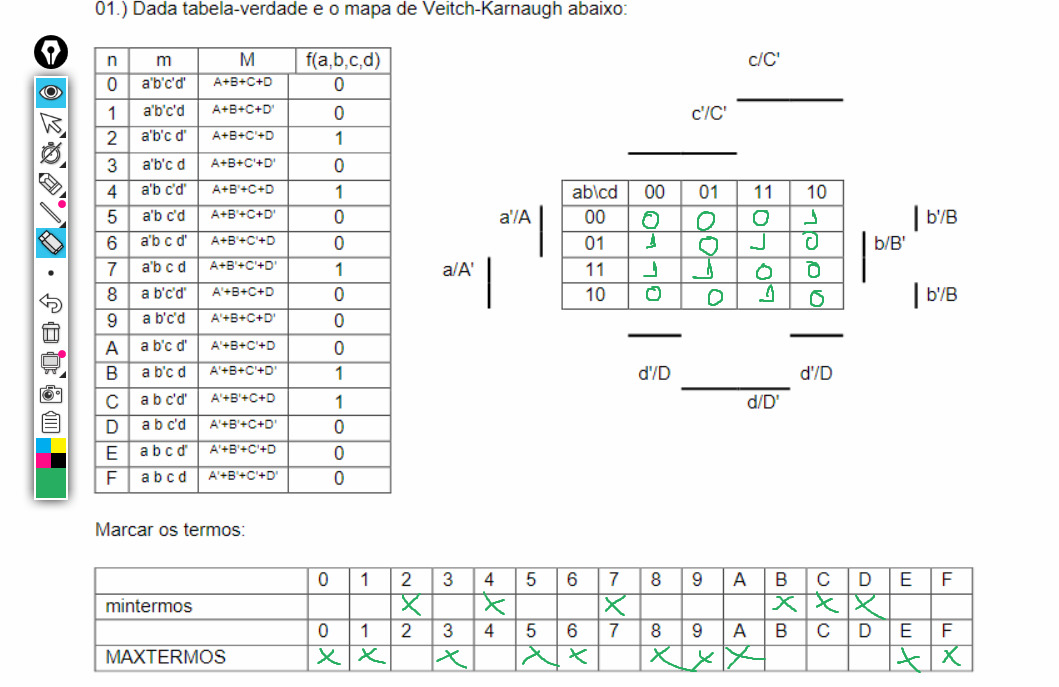 01.) Dada tabela-verdade e o mapa de Veitch-Karnaugh abaixo:
n m M f(a,b,c,d)
0 a'b'c'd' A+B+C+D 0
1 a'b'c'd A+B+C+D' 0
2 a'b'c d' A+B+C'+D 1
3 a'b'c d A+B+C'+D' 0
4 a'b c'd' A+B'+C+D 1
5 a'b c'd A+B'+C+D' 0
6 a'b c d' A+B'+C'+D 0
7 a'b c d A+B'+C'+D' 1
8 a b'c'd' A'+B+C+D 0
9 a b'c'd A'+B+C+D' 0
A a b'c d' A'+B+C'+D 0
B a b'c d A'+B+C'+D' 1
C a b c'd' A'+B'+C+D 1
D a b c'd A'+B'+C+D' 0
E a b c d' A'+B'+C'+D 0
F a b c d A'+B'+C'+D' 0
c/C'
c'/C'
ab\cd 00 01 11 10
a'/A 00 0 0 0 1 b'/B
01 1 0 1 0 b/B'
a/A' 11 1 1 0 0
10 0 0 1 0 b'/B
d'/D d'/D
d/D'
Marcar os termos:
0 1 2 3 4 5 6 7 8 9 A B C D E F
mintermos X X X X X X
0 1 2 3 4 5 6 7 8 9 A B C D E F
MAXTERMOS X X X X X X X X X X